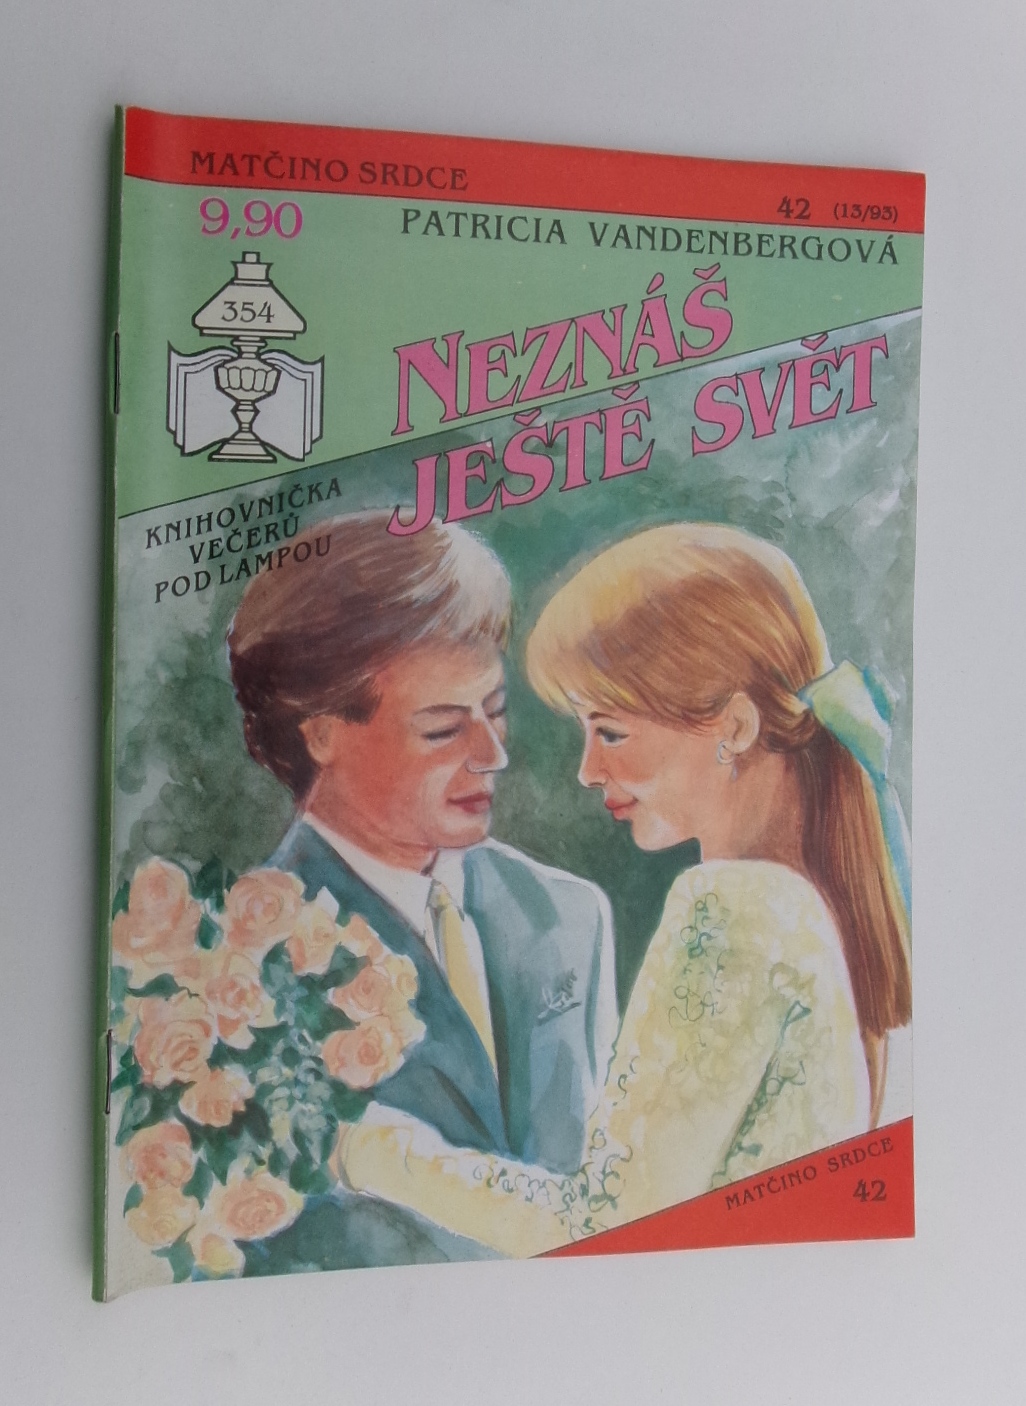 MATČINO SRDCE
42 (13/93)
9,90
PATRICIA VANDENBERGOVÁ
354
NEZNÁŠ
JEŠTĚ SVĚT
KNIHOVNIČKA
VEČERŮ
POD LAMPOU
MATČINO SRDCE
42